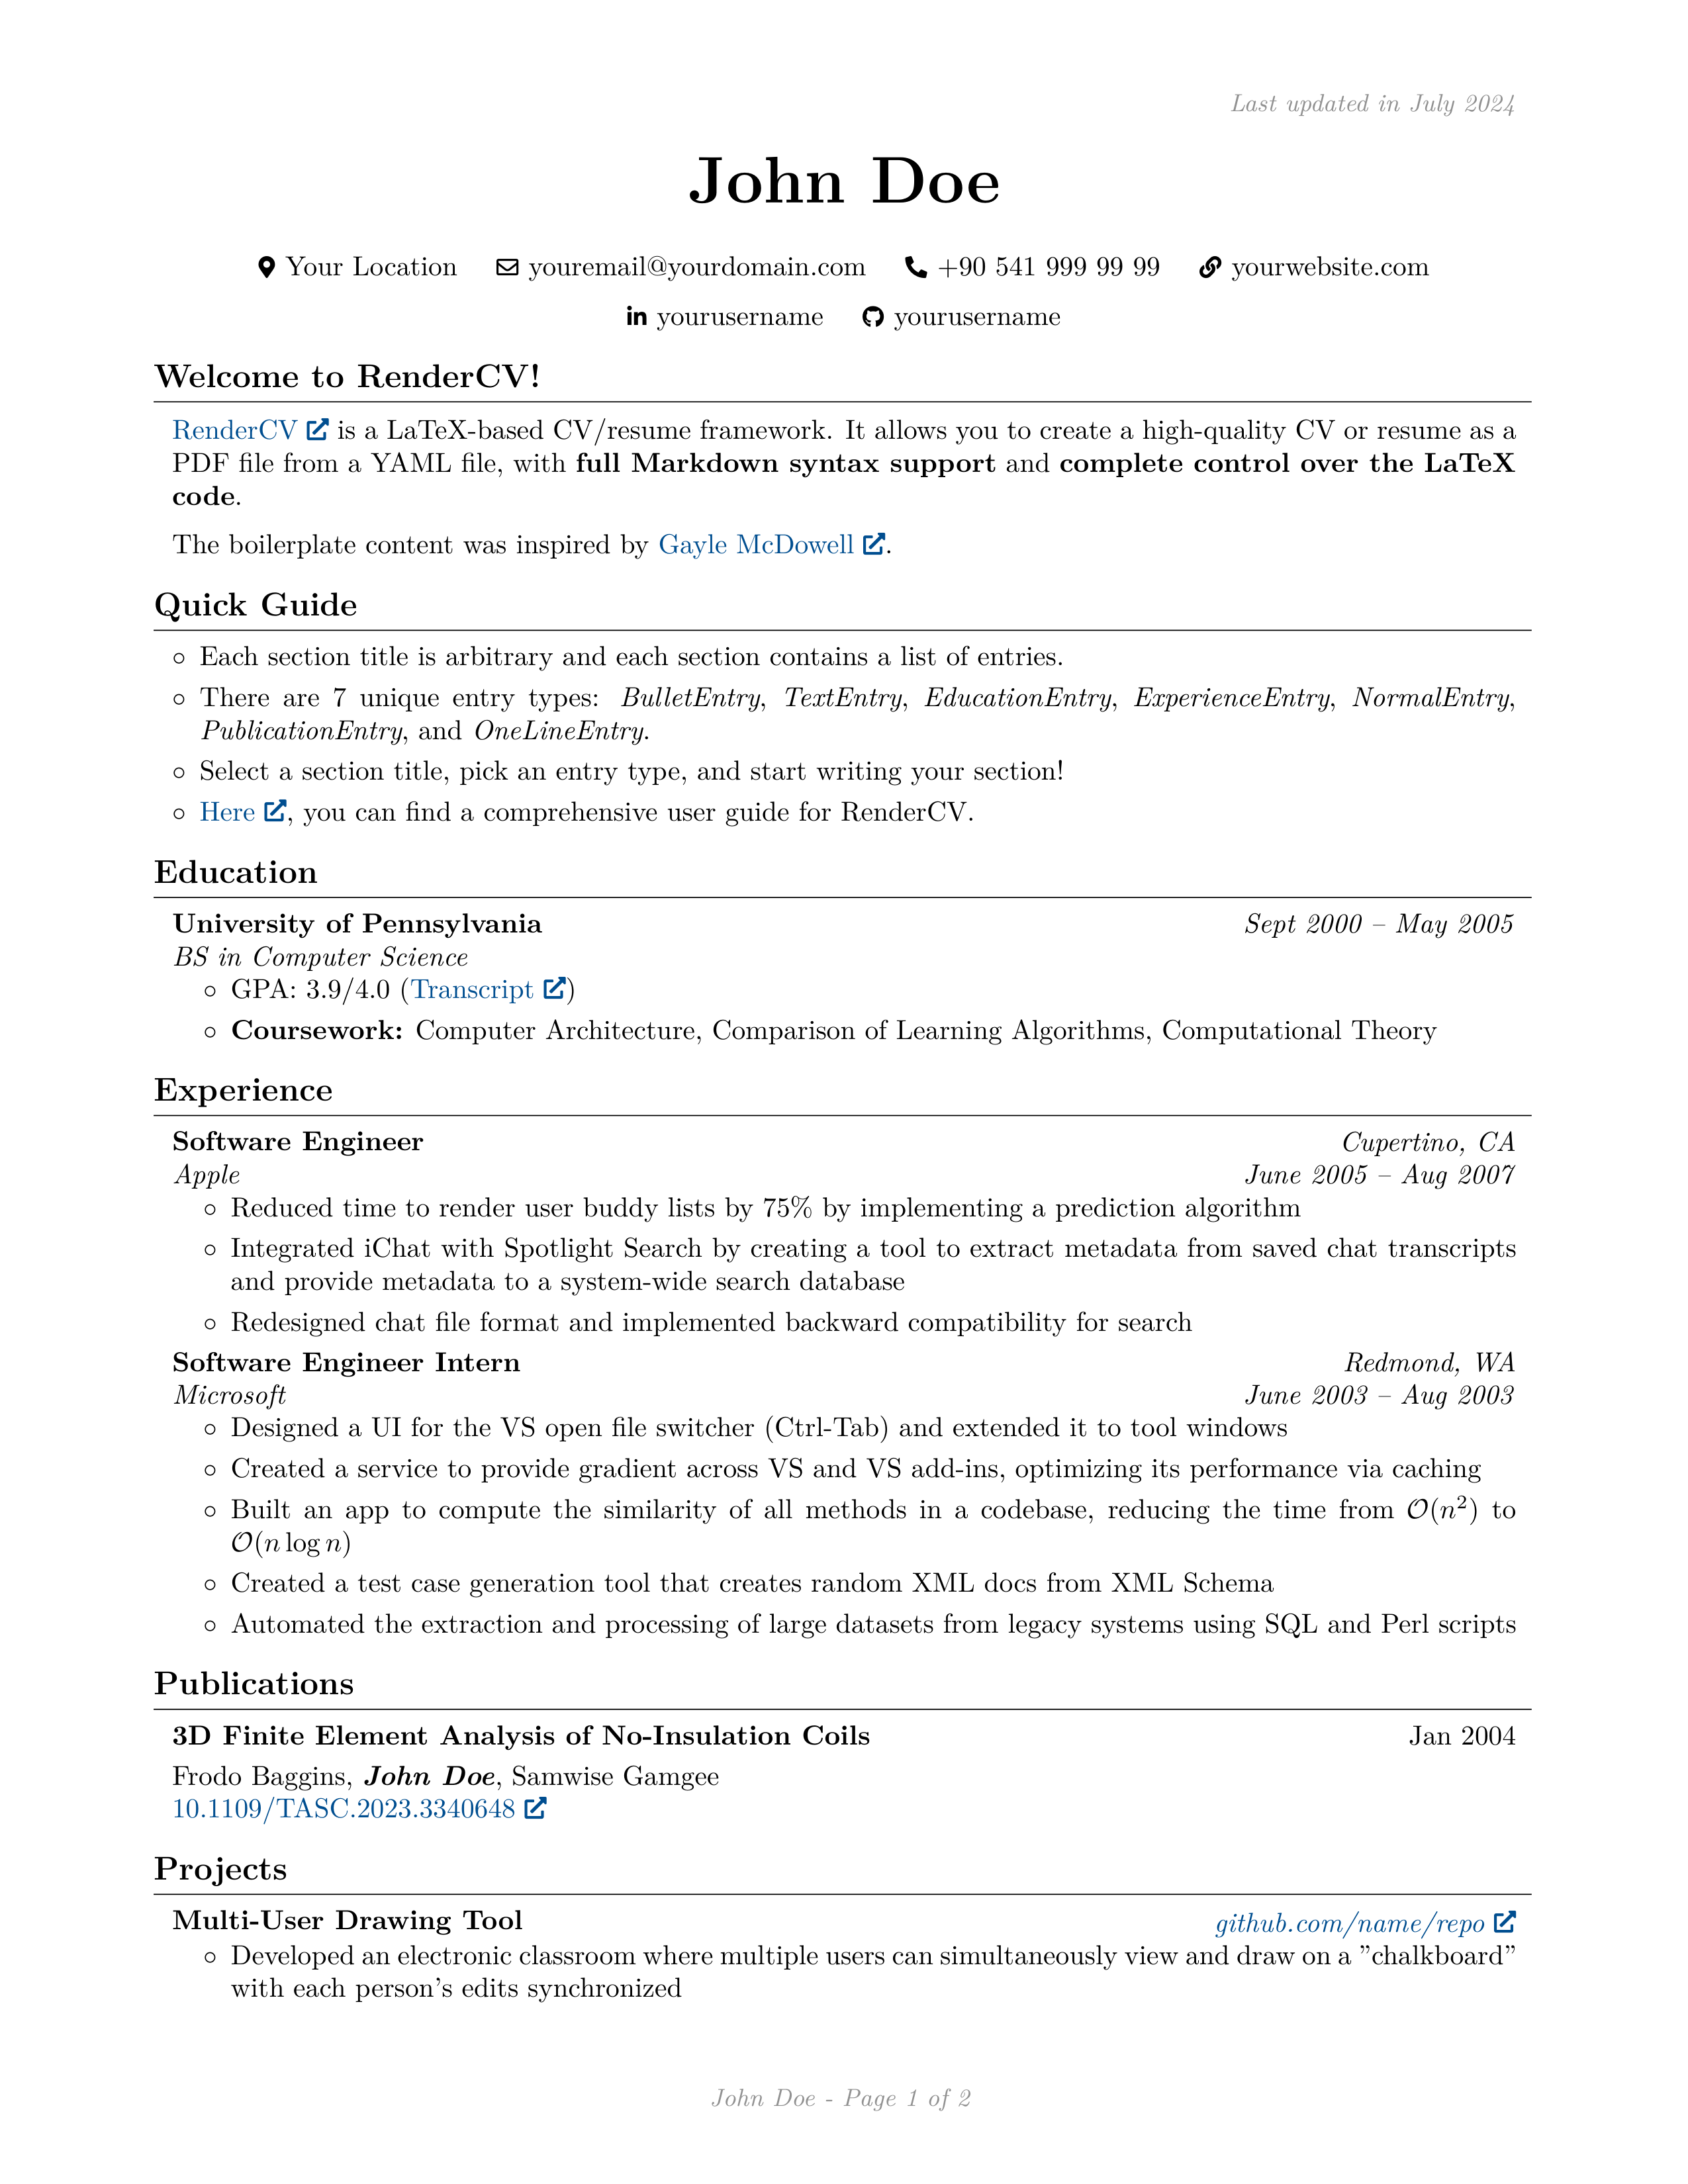 Last updated in July 2024
John Doe
Your Location youremail@yourdomain.com +90 541 999 99 99 yourwebsite.com
yourusername yourusername
Welcome to RenderCV!
RenderCV is a LaTeX-based CV/resume framework. It allows you to create a high-quality CV or resume as a
PDF file from a YAML file, with full Markdown syntax support and complete control over the LaTeX
code.
The boilerplate content was inspired by Gayle McDowell.
Quick Guide
◦ Each section title is arbitrary and each section contains a list of entries.
◦ There are 7 unique entry types: BulletEntry, TextEntry, EducationEntry, ExperienceEntry, NormalEntry,
PublicationEntry, and OneLineEntry.
◦ Select a section title, pick an entry type, and start writing your section!
◦ Here, you can find a comprehensive user guide for RenderCV.
Education
University of Pennsylvania Sept 2000 – May 2005
BS in Computer Science
◦ GPA: 3.9/4.0 (Transcript)
◦ Coursework: Computer Architecture, Comparison of Learning Algorithms, Computational Theory
Experience
Software Engineer Cupertino, CA
Apple June 2005 – Aug 2007
◦ Reduced time to render user buddy lists by 75% by implementing a prediction algorithm
◦ Integrated iChat with Spotlight Search by creating a tool to extract metadata from saved chat transcripts
and provide metadata to a system-wide search database
◦ Redesigned chat file format and implemented backward compatibility for search
Software Engineer Intern Redmond, WA
Microsoft June 2003 – Aug 2003
◦ Designed a UI for the VS open file switcher (Ctrl-Tab) and extended it to tool windows
◦ Created a service to provide gradient across VS and VS add-ins, optimizing its performance via caching
◦ Built an app to compute the similarity of all methods in a codebase, reducing the time from 𝒪(n²) to
𝒪(n log n)
◦ Created a test case generation tool that creates random XML docs from XML Schema
◦ Automated the extraction and processing of large datasets from legacy systems using SQL and Perl scripts
Publications
3D Finite Element Analysis of No-Insulation Coils Jan 2004
Frodo Baggins, John Doe, Samwise Gamgee
10.1109/TASC.2023.3340648
Projects
Multi-User Drawing Tool github.com/name/repo
◦ Developed an electronic classroom where multiple users can simultaneously view and draw on a ”chalkboard”
with each person’s edits synchronized
John Doe - Page 1 of 2